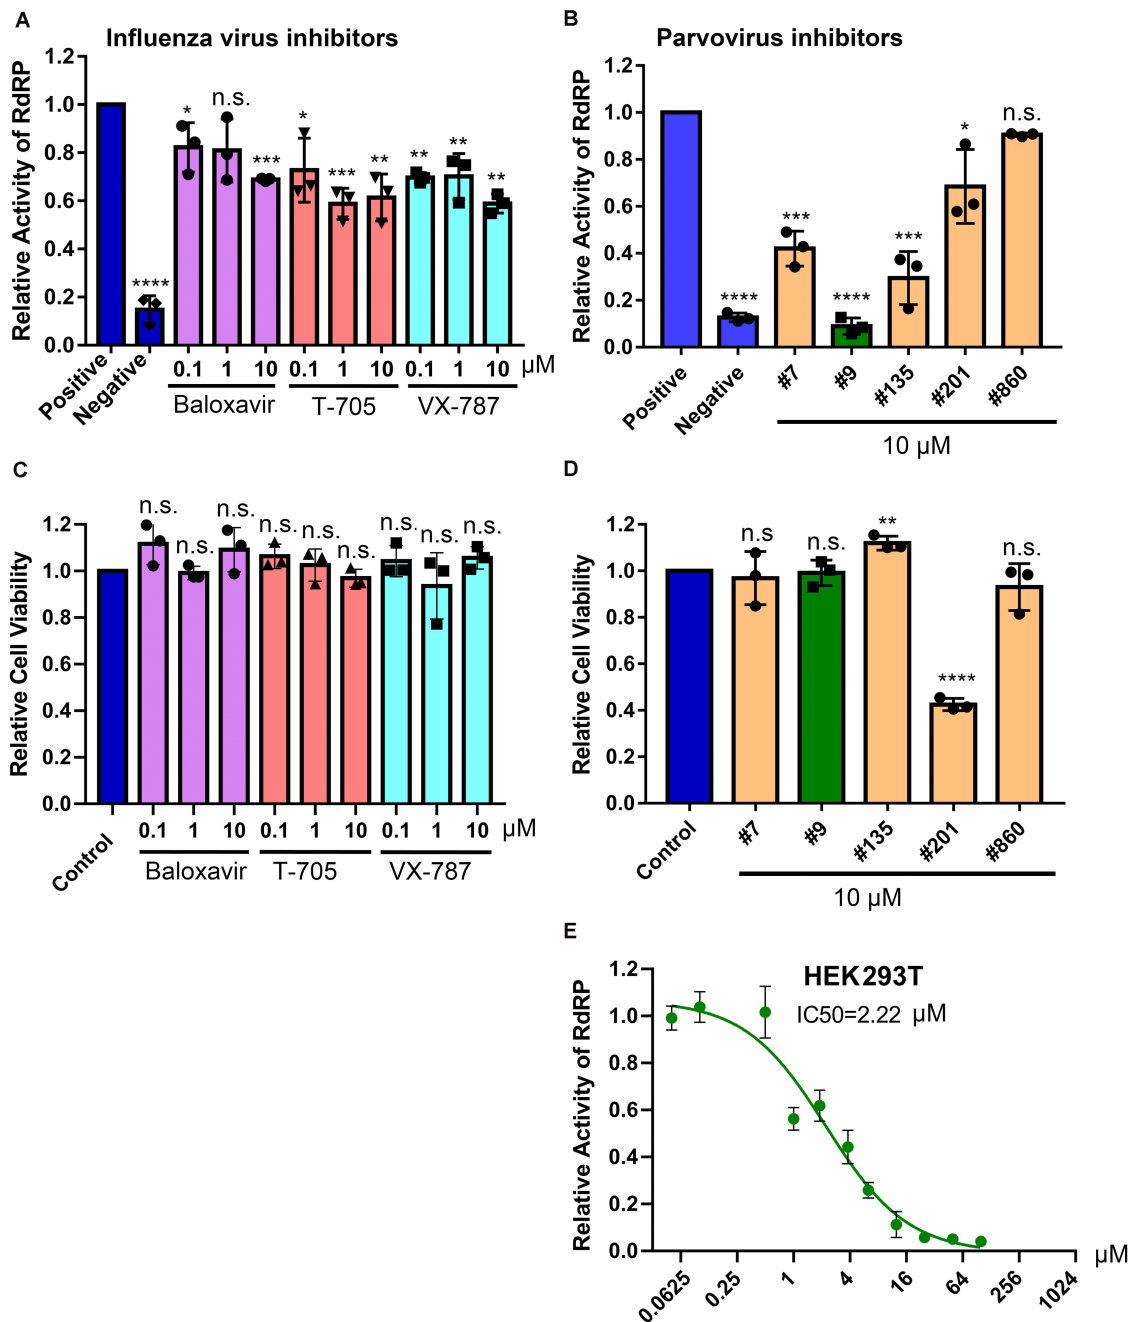 A
Influenza virus inhibitors
Relative Activity of RdRP
1.2
1.0
0.8
0.6
0.4
0.2
0.0
****
*
n.s.
***
*
***
**
**
**
**
Positive
Negative
0.1 1 10 0.1 1 10 0.1 1 10 µM
Baloxavir T-705 VX-787
B
Parvovirus inhibitors
Relative Activity of RdRP
1.2
1.0
0.8
0.6
0.4
0.2
0.0
****
***
****
***
*
n.s.
Positive
Negative
#7
#9
#135
#201
#860
10 µM
C
Relative Cell Viability
1.2
1.0
0.8
0.6
0.4
0.2
0.0
n.s.
n.s.
n.s.
n.s.
n.s.
n.s.
n.s.
n.s.
n.s.
Control
0.1 1 10 0.1 1 10 0.1 1 10 µM
Baloxavir T-705 VX-787
D
Relative Cell Viability
1.2
1.0
0.8
0.6
0.4
0.2
0.0
n.s
n.s.
**
****
n.s.
Control
#7
#9
#135
#201
#860
10 µM
E
HEK293T
IC50=2.22 µM
Relative Activity of RdRP
1.2
1.0
0.8
0.6
0.4
0.2
0.0
0.0625 0.25 1 4 16 64 256 1024
µM